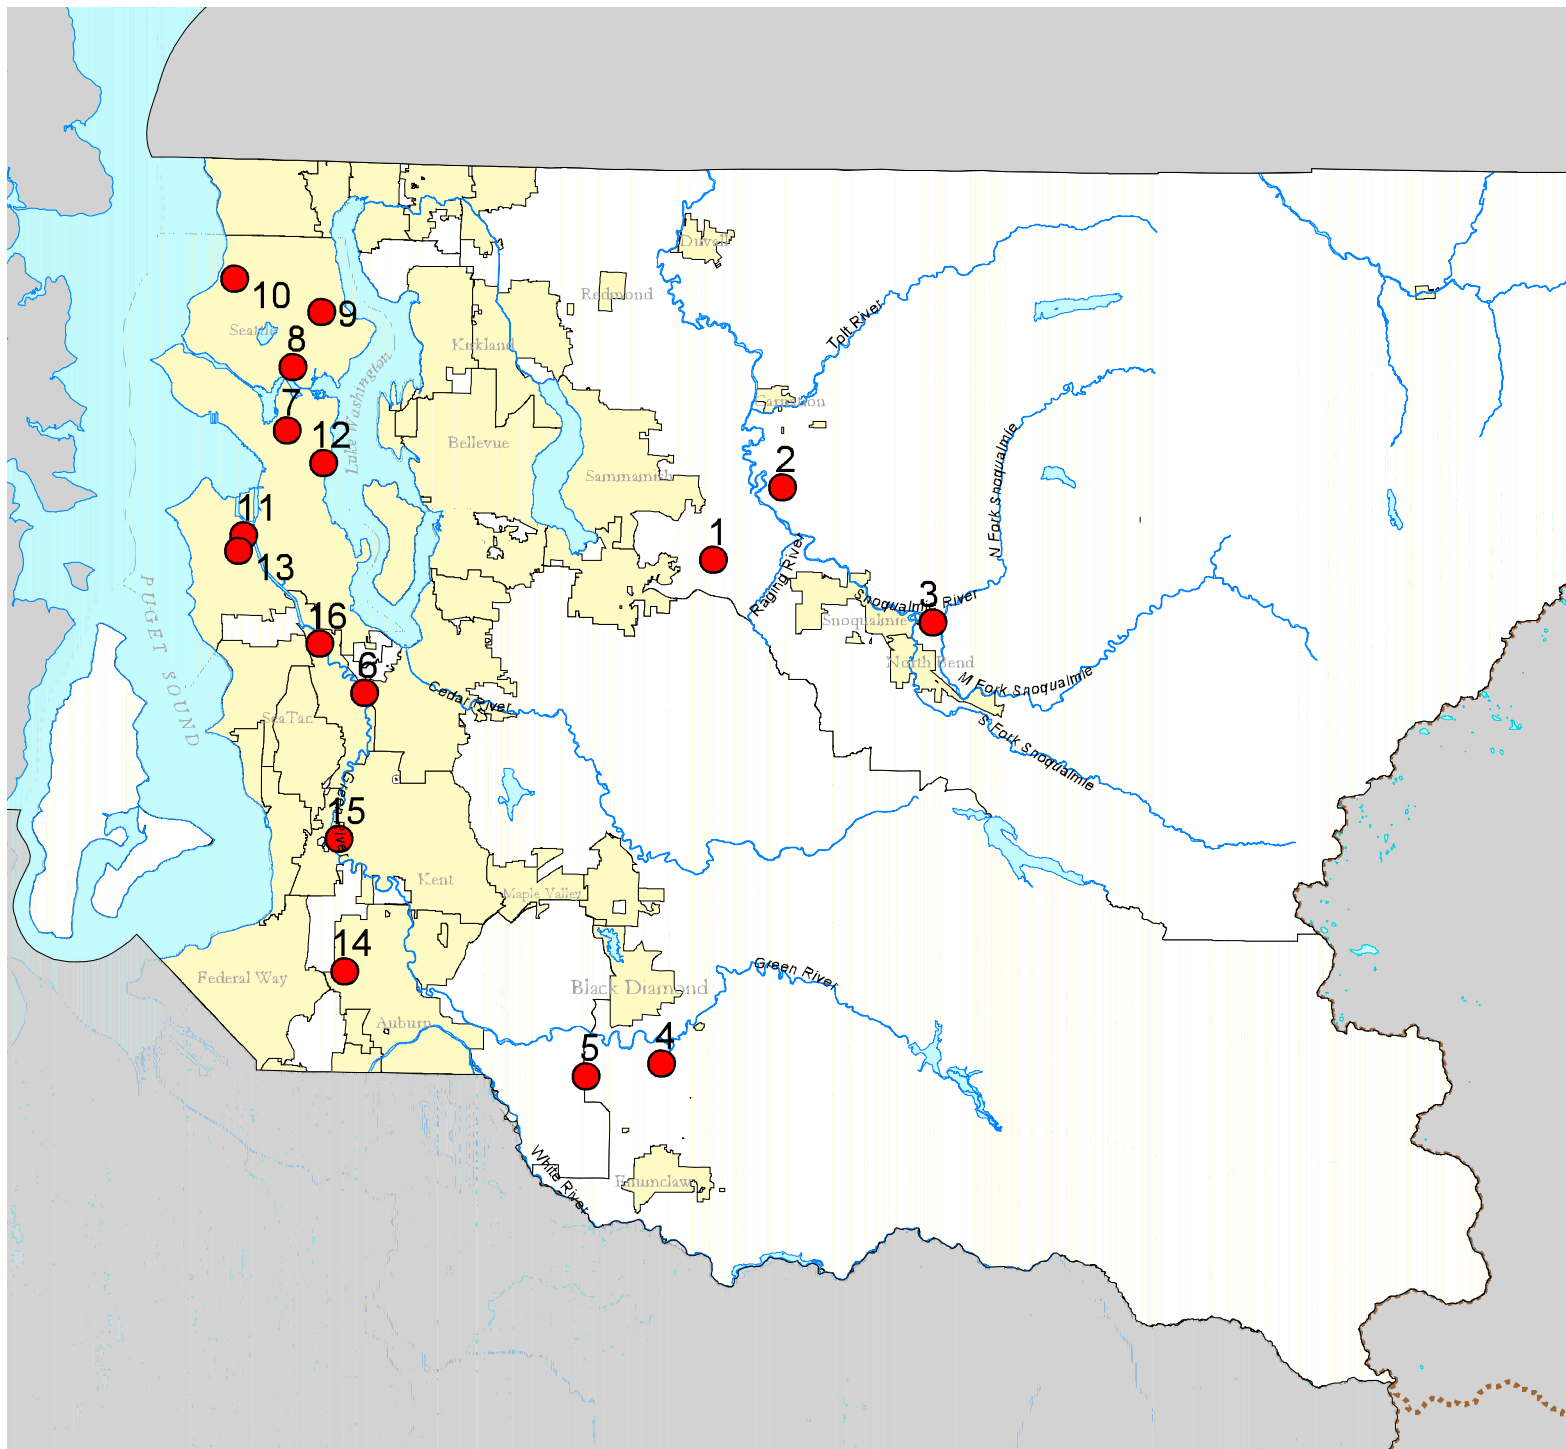 Duvall
Redmond
10
9
Seattle
8
Kirkland
Tolt River
Lake Washington
7
Carnation
12
Bellevue
N Fork Snoqualmie
2
Sammamish
11
1
13
Raging River
PUGET SOUND
Snoqualmie River
3
16
Snoqualmie
6
North Bend
Cedar River
M Fork Snoqualmie
SeaTac
S Fork Snoqualmie
Green River
15
Kent
Maple Valley
14
Federal Way
Green River
Black Diamond
Auburn
5
4
White River
Enumclaw